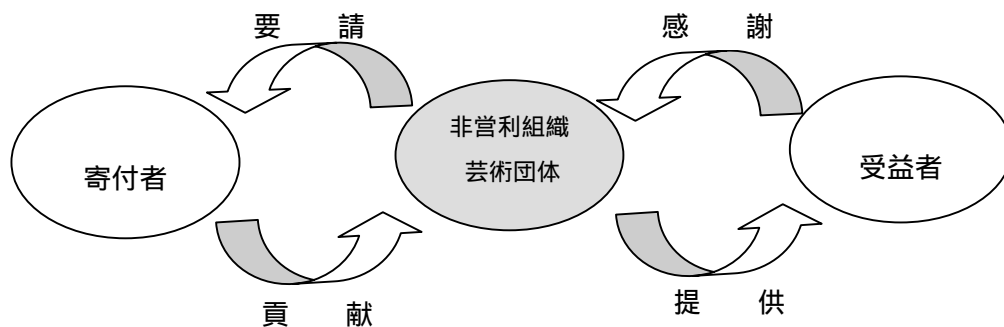 要 請
感 謝
寄付者
非営利組織
芸術団体
受益者
貢 献
提 供